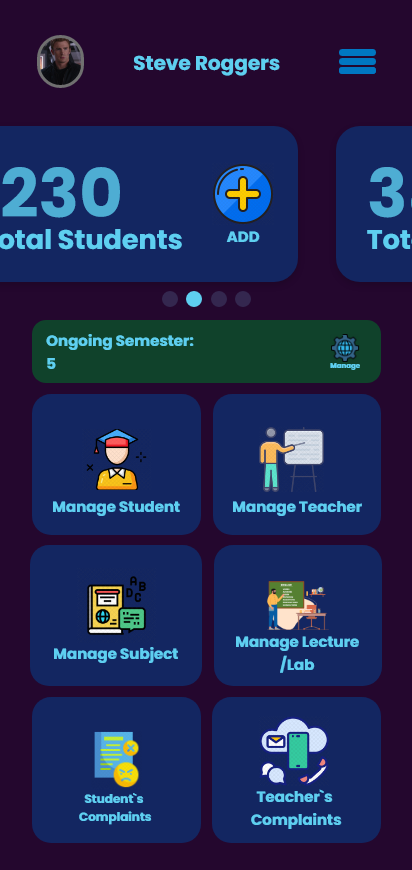 Steve Roggers
230
otal Students
ADD
3
Tot
Ongoing Semester:
5
Manage
Manage Student
Manage Teacher
Manage Subject
A
B
D
C
Manage Lecture
/Lab
Student`s
Complaints
Teacher`s
Complaints